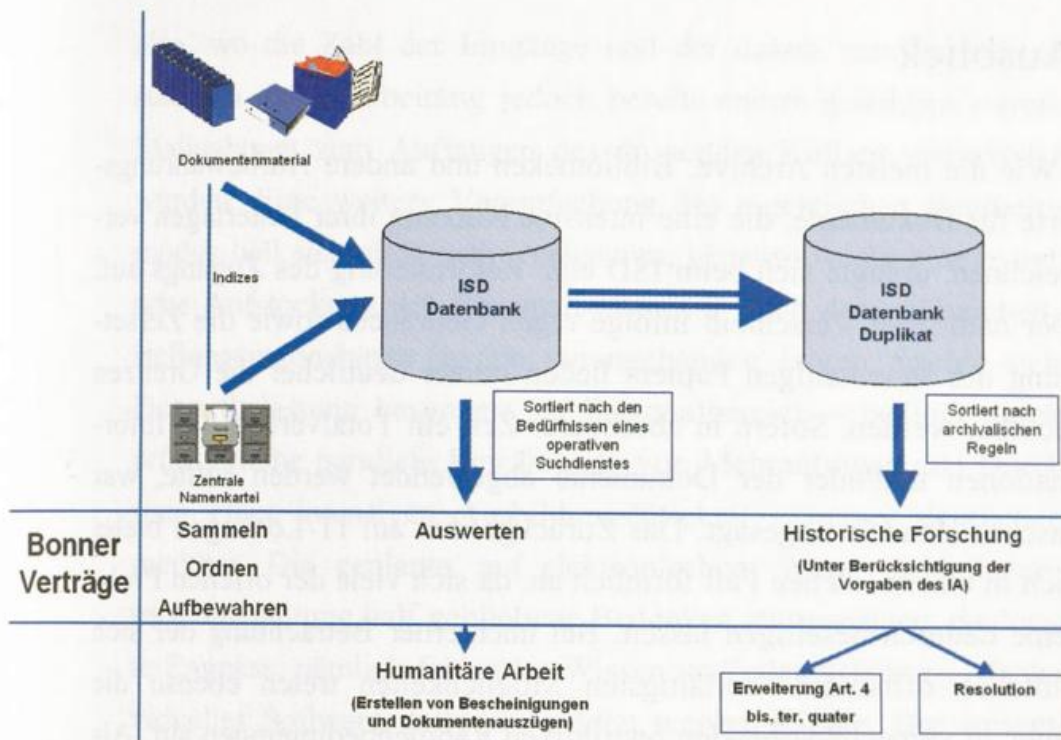 Dokumentenmaterial
Indizes
Zentrale
Namenkartei
ISD
Datenbank
ISD
Datenbank
Duplikat
Sortiert nach den
Bedürfnissen eines
operativen
Suchdienstes
Sortiert nach
archivalischen
Regeln
Bonner
Verträge
Sammeln
Ordnen
Aufbewahren
Auswerten
Historische Forschung
(Unter Berücksichtigung der
Vorgaben des IA)
Humanitäre Arbeit
(Erstellen von Bescheinigungen
und Dokumentenauszügen)
Erweiterung Art. 4
bis, ter, quater
Resolution